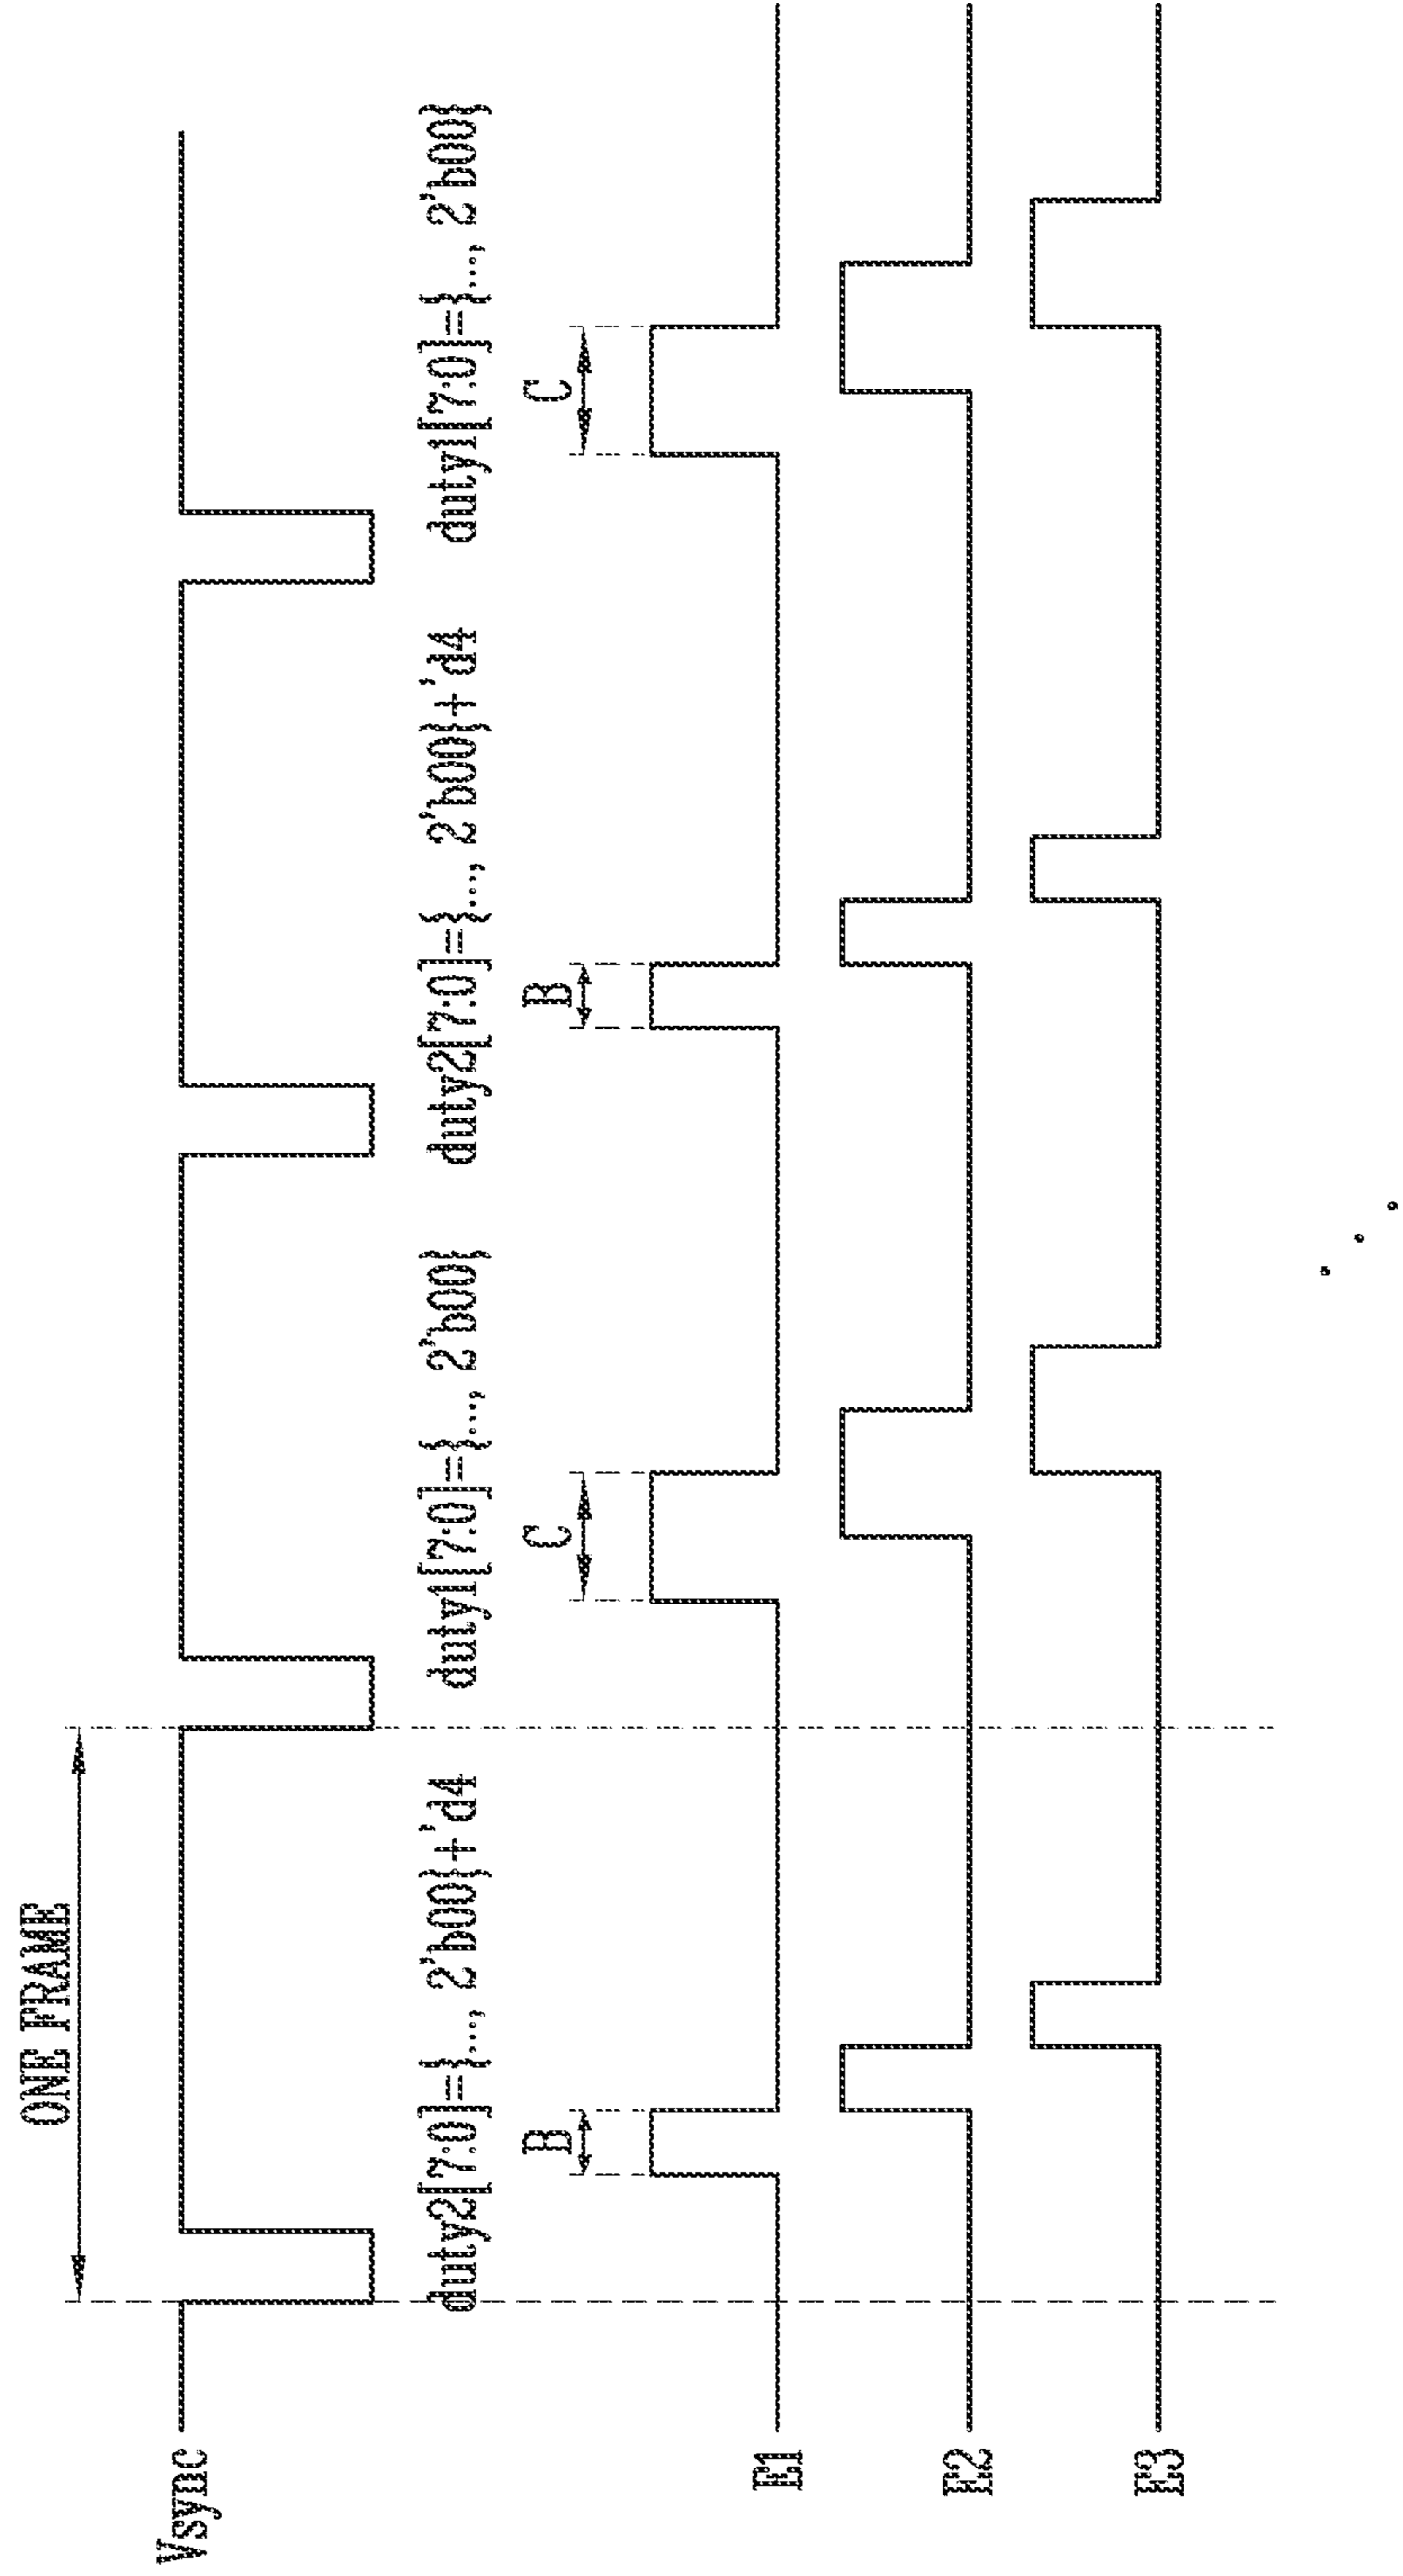 ONE FRAME
Vsync
duty2[7:0]={..., 2'b00}+'d4
duty1[7:0]={..., 2'b00}
duty2[7:0]={..., 2'b00}+'d4
duty1[7:0]={..., 2'b00}
B
C
B
C
E1
E2
E3